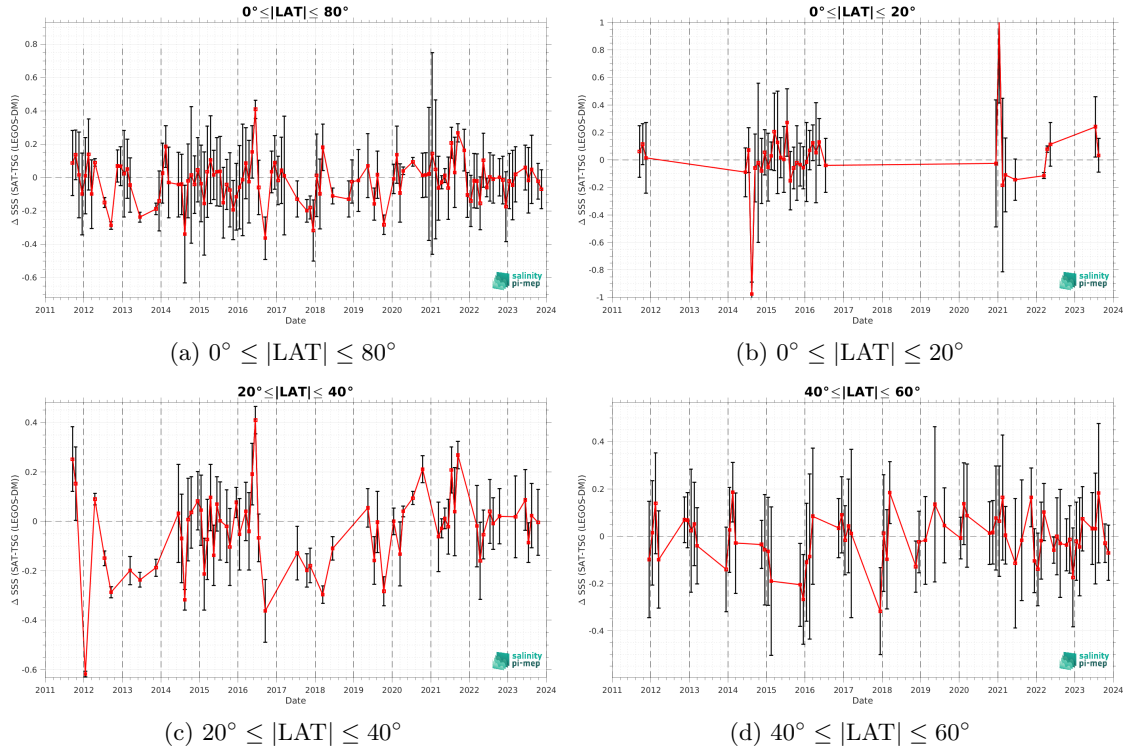 0°≤|LAT|≤ 80°
Δ SSS (SAT-TSG (LEGOS-DM))
0.8
0.6
0.4
0.2
0
-0.2
-0.4
-0.6
salinity
pi-mep
2011 2012 2013 2014 2015 2016 2017 2018 2019 2020 2021 2022 2023 2024
Date
(a) 0° ≤ |LAT| ≤ 80°
0°≤|LAT|≤ 20°
Δ SSS (SAT-TSG (LEGOS-DM))
1
0.8
0.6
0.4
0.2
0
-0.2
-0.4
-0.6
-0.8
-1
salinity
pi-mep
2011 2012 2013 2014 2015 2016 2017 2018 2019 2020 2021 2022 2023 2024
Date
(b) 0° ≤ |LAT| ≤ 20°
20°≤|LAT|≤ 40°
Δ SSS (SAT-TSG (LEGOS-DM))
0.4
0.2
0
-0.2
-0.4
-0.6
salinity
pi-mep
2011 2012 2013 2014 2015 2016 2017 2018 2019 2020 2021 2022 2023 2024
Date
(c) 20° ≤ |LAT| ≤ 40°
40°≤|LAT|≤ 60°
Δ SSS (SAT-TSG (LEGOS-DM))
0.4
0.2
0
-0.2
-0.4
salinity
pi-mep
2011 2012 2013 2014 2015 2016 2017 2018 2019 2020 2021 2022 2023 2024
Date
(d) 40° ≤ |LAT| ≤ 60°